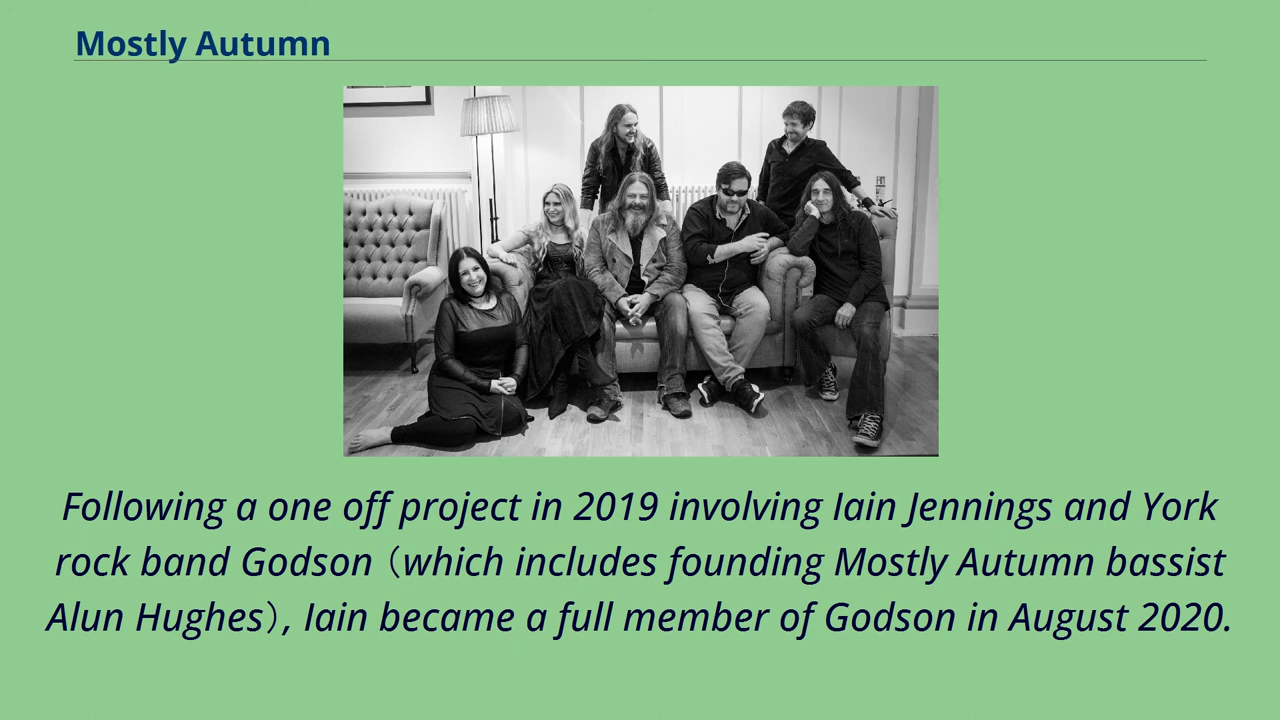 Mostly Autumn
Following a one off project in 2019 involving Iain Jennings and York
rock band Godson（which includes founding Mostly Autumn bassist
Alun Hughes）, Iain became a full member of Godson in August 2020.